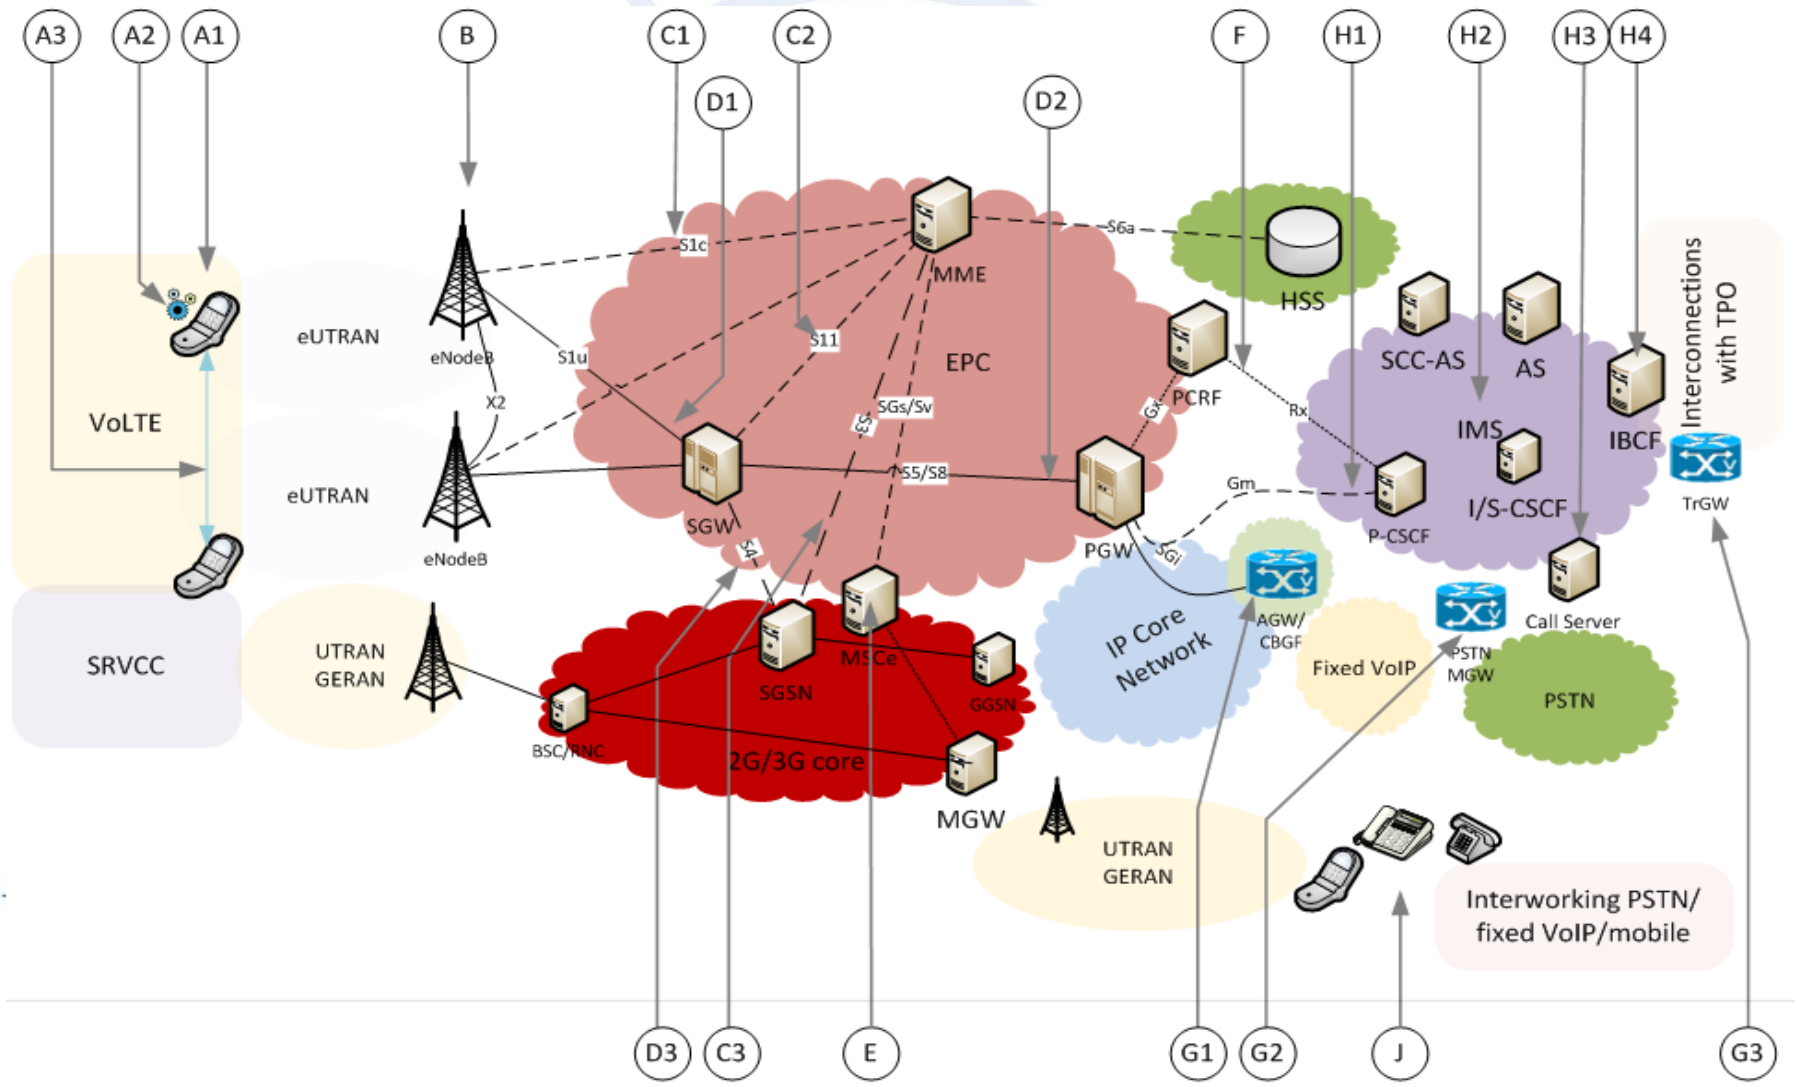 A3
A2
A1
B
C1
C2
F
H1
H2
H3
H4
D1
D2
S1c
MME
S6a
HSS
Interconnections
with TPO
eUTRAN
eNodeB
S1u
S11
EPC
PCRF
SCC-AS
AS
X2
VoLTE
SGs/Sv
S3
Gx
Rx
IMS
IBCF
S5/S8
eUTRAN
Gm
TrGW
SGW
I/S-CSCF
P-CSCF
eNodeB
S4
PGW
SGi
AGW/
CBGF
Call Server
IP Core
Network
UTRAN
GERAN
SRVCC
MSCe
SGSN
GGSN
Fixed VoIP
PSTN
MGW
PSTN
BSC/RNC
2G/3G core
MGW
UTRAN
GERAN
Interworking PSTN/
fixed VoIP/mobile
D3
C3
E
G1
G2
J
G3